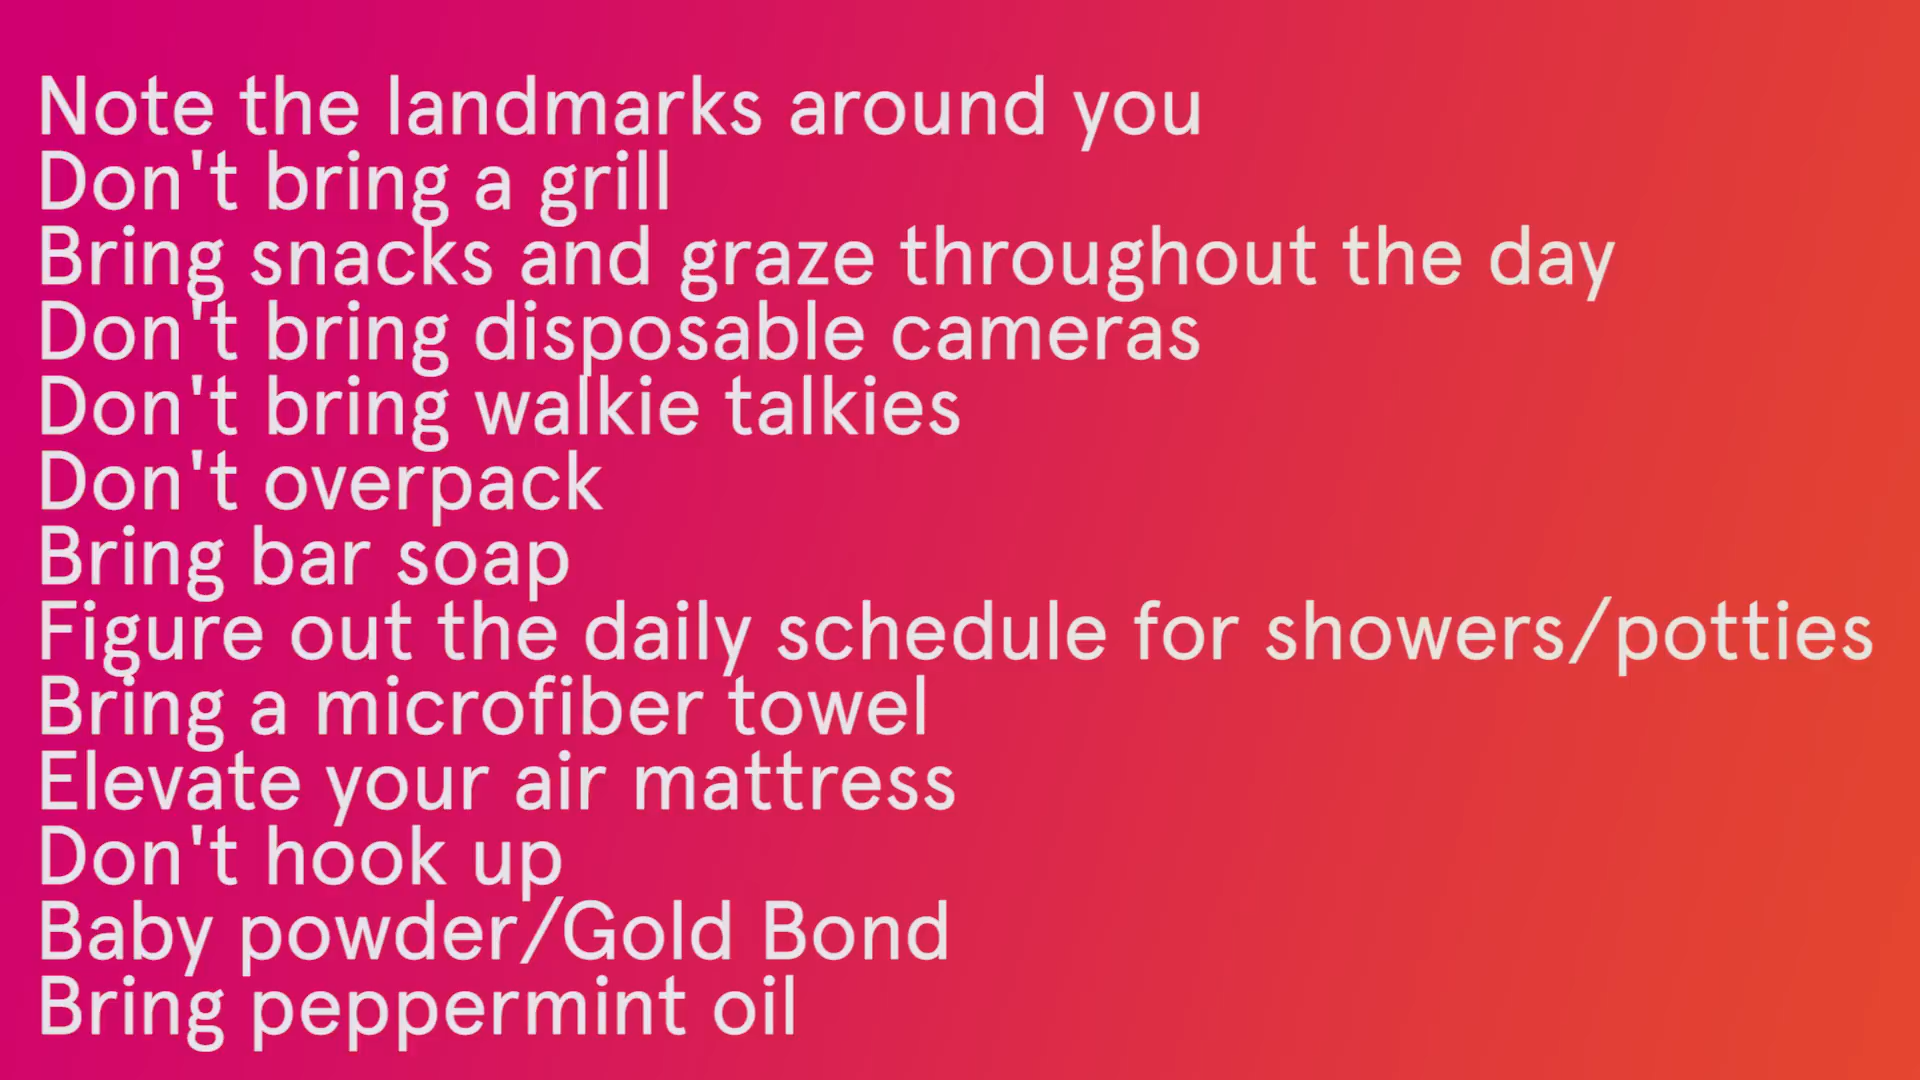 Note the landmarks around you
Don't bring a grill
Bring snacks and graze throughout the day
Don't bring disposable cameras
Don't bring walkie talkies
Don't overpack
Bring bar soap
Figure out the daily schedule for showers/potties
Bring a microfiber towel
Elevate your air mattress
Don't hook up
Baby powder/Gold Bond
Bring peppermint oil